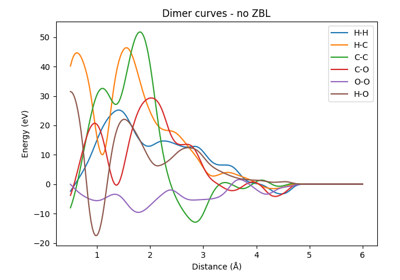 Dimer curves - no ZBL
H-H
H-C
C-C
C-O
O-O
H-O
Energy (eV)
50
40
30
20
10
0
−10
−20
1
2
3
4
5
6
Distance (Å)